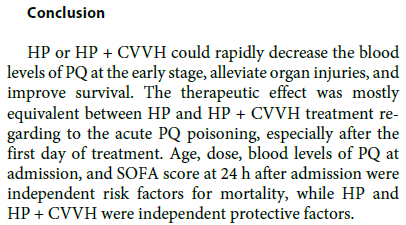 Conclusion
HP or HP + CVVH could rapidly decrease the blood
levels of PQ at the early stage, alleviate organ injuries, and
improve survival. The therapeutic effect was mostly
equivalent between HP and HP + CVVH treatment re-
garding to the acute PQ poisoning, especially after the
first day of treatment. Age, dose, blood levels of PQ at
admission, and SOFA score at 24 h after admission were
independent risk factors for mortality, while HP and
HP + CVVH were independent protective factors.